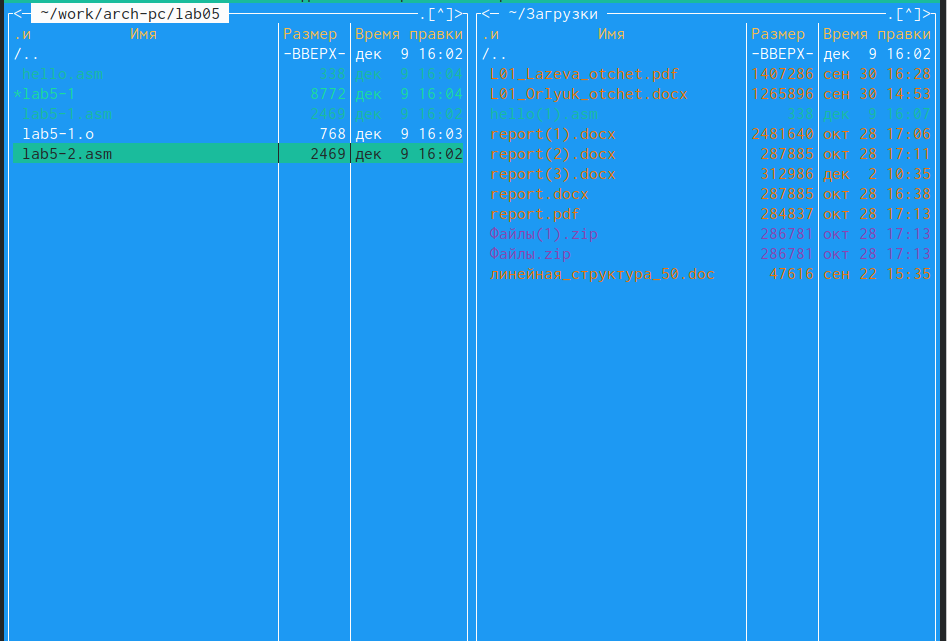 <─ ~/work/arch-pc/lab05 ─.[^]>
.и Имя Размер Время правки
/.. -ВВЕРХ- дек 9 16:02
hello.asm 338 дек 9 16:04
*lab5-1 8772 дек 9 16:04
lab5-1.asm 2469 дек 9 16:02
lab5-1.o 768 дек 9 16:03
lab5-2.asm 2469 дек 9 16:02
<─ ~/Загрузки ─.[^]>
.и Имя Размер Время правки
/.. -ВВЕРХ- дек 9 16:02
L01_Lazeva_otchet.pdf 1407286 сен 30 16:28
L01_Orlyuk_otchet.docx 1265896 сен 30 14:53
hello(1).asm 338 дек 9 16:07
report(1).docx 2481640 окт 28 17:06
report(2).docx 287885 окт 28 17:11
report(3).docx 312986 дек 2 10:35
report.docx 287885 окт 28 16:38
report.pdf 284837 окт 28 17:13
Файлы(1).zip 286781 окт 28 17:13
Файлы.zip 286781 окт 28 17:13
линейная_структура_50.doc 47616 сен 22 15:35